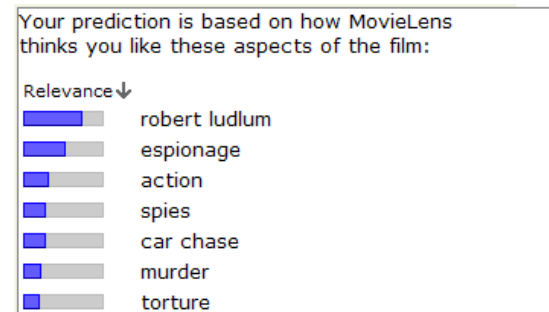 Your prediction is based on how MovieLens
thinks you like these aspects of the film:
Relevance
robert ludlum
espionage
action
spies
car chase
murder
torture